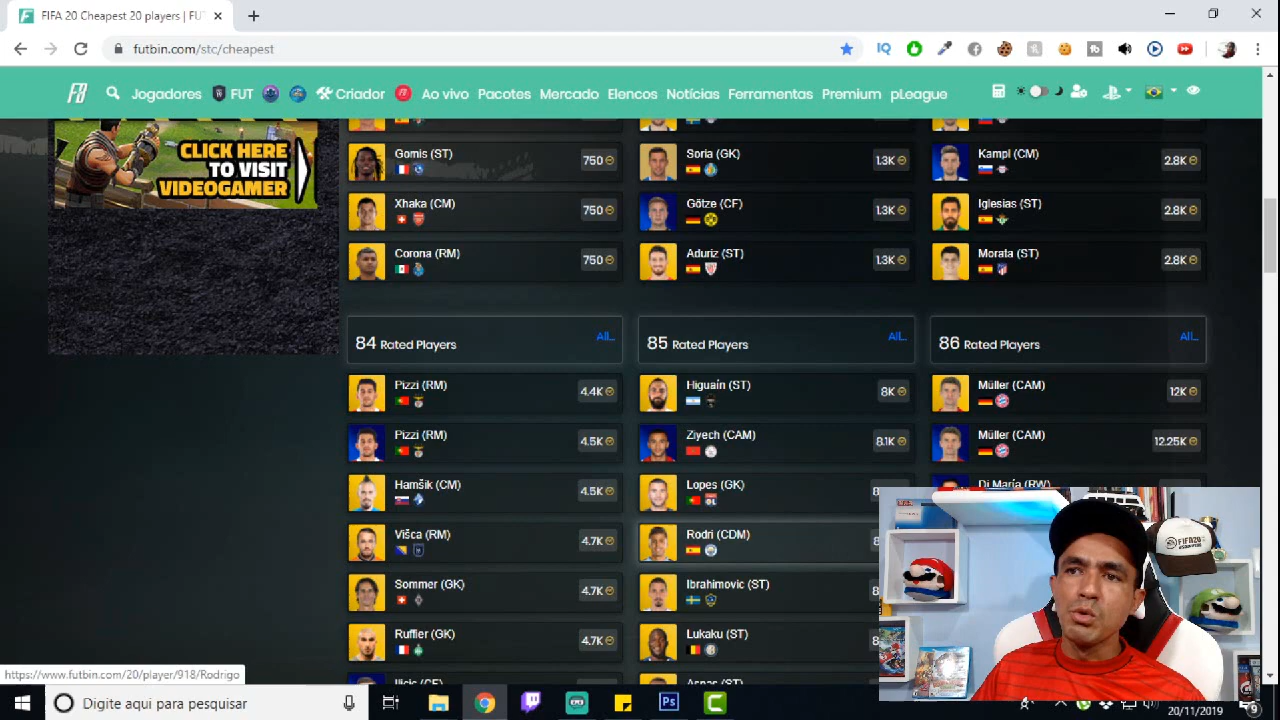 FIFA 20 Cheapest 20 players | FUT
futbin.com/stc/cheapest
Jogadores FUT Criador Ao vivo Pacotes Mercado Elencos Notícias Ferramentas Premium pLeague
CLICK HERE
TO VISIT
VIDEOGAMER
Gomis (ST) 750
Soria (GK) 1.3K
Kampl (CM) 2.8K
Xhaka (CM) 750
Götze (CF) 1.3K
Iglesias (ST) 2.8K
Corona (RM) 750
Aduriz (ST) 1.3K
Morata (ST) 2.8K
84 Rated Players All...
85 Rated Players All...
86 Rated Players All...
Pizzi (RM) 4.4K
Higuaín (ST) 8K
Müller (CAM) 12K
Pizzi (RM) 4.5K
Ziyech (CAM) 8.1K
Müller (CAM) 12.25K
Hamšík (CM) 4.5K
Lopes (GK)
Di María (RW)
Višca (RM) 4.7K
Rodri (CDM)
Sommer (GK) 4.7K
Ibrahimovic (ST)
Ruffier (GK) 4.7K
Lukaku (ST)
FIFA20
https://www.futbin.com/20/player/918/Rodrigo
Digite aqui para pesquisar
20/11/2019